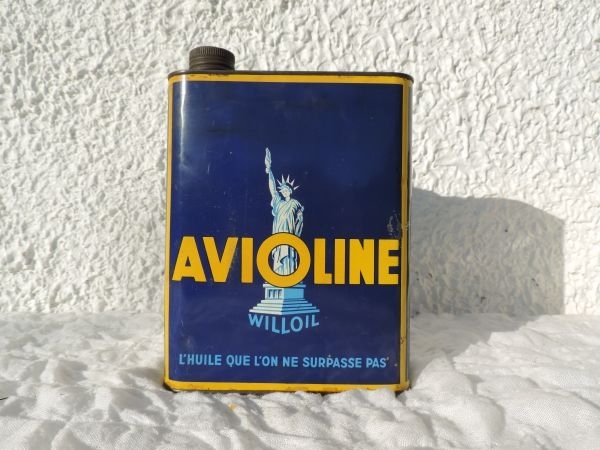 AVIOLINE
WILLOIL
L'HUILE QUE L'ON NE SURPASSE PAS